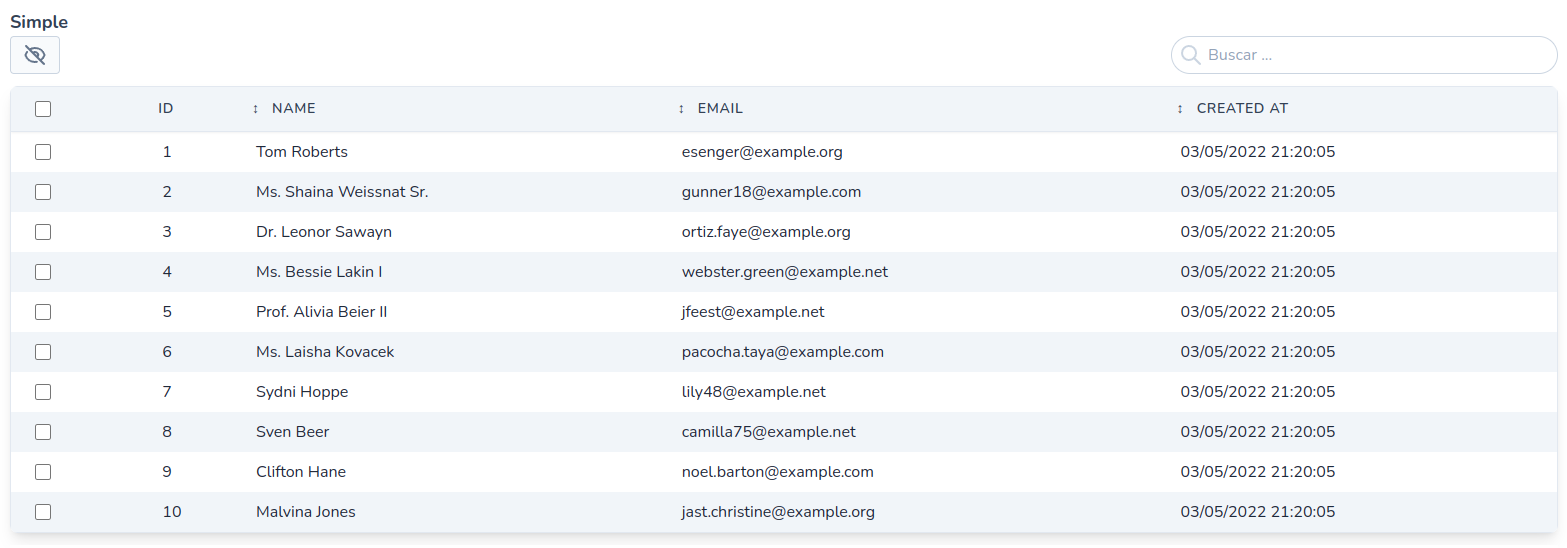 Simple
Buscar ...
ID ↕ NAME ↕ EMAIL ↕ CREATED AT
1 Tom Roberts esenger@example.org 03/05/2022 21:20:05
2 Ms. Shaina Weissnat Sr. gunner18@example.com 03/05/2022 21:20:05
3 Dr. Leonor Sawayn ortiz.faye@example.org 03/05/2022 21:20:05
4 Ms. Bessie Lakin I webster.green@example.net 03/05/2022 21:20:05
5 Prof. Alivia Beier II jfeest@example.net 03/05/2022 21:20:05
6 Ms. Laisha Kovacek pacocha.taya@example.com 03/05/2022 21:20:05
7 Sydni Hoppe lily48@example.net 03/05/2022 21:20:05
8 Sven Beer camilla75@example.net 03/05/2022 21:20:05
9 Clifton Hane noel.barton@example.com 03/05/2022 21:20:05
10 Malvina Jones jast.christine@example.org 03/05/2022 21:20:05